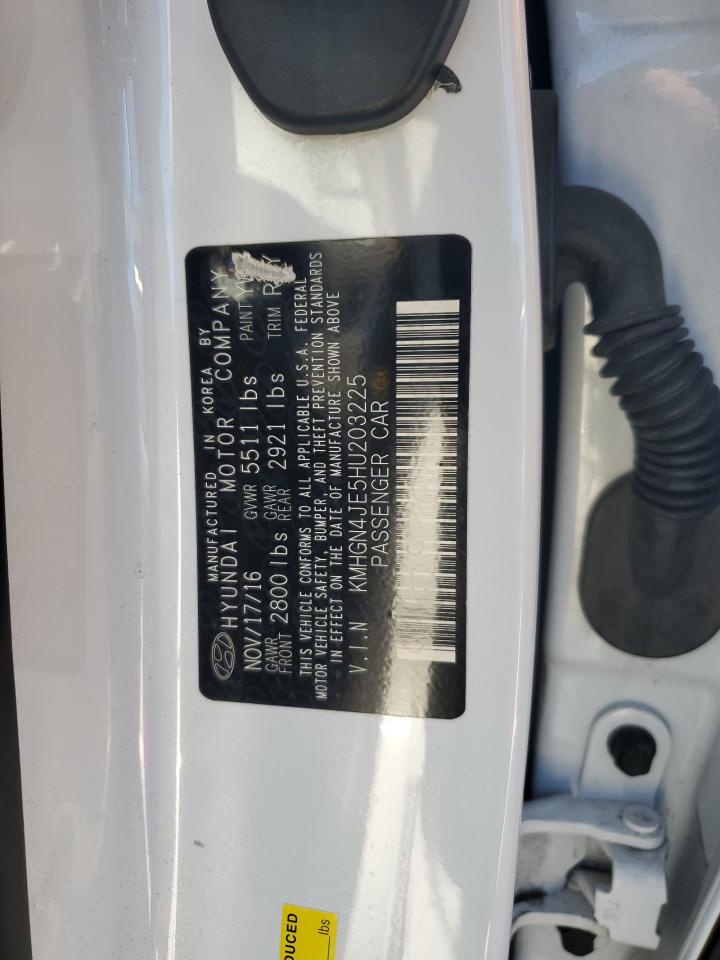 MANUFACTURED IN KOREA BY
HYUNDAI MOTOR COMPANY
NOV/17/16 GVWR 5511 lbs PAINT
GAWR FRONT 2800 lbs GAWR REAR 2921 lbs TRIM
THIS VEHICLE CONFORMS TO ALL APPLICABLE U.S.A. FEDERAL
MOTOR VEHICLE SAFETY, BUMPER, AND THEFT PREVENTION STANDARDS
IN EFFECT ON THE DATE OF MANUFACTURE SHOWN ABOVE
V.I.N KMHGN4JE5HU203225
PASSENGER CAR
lbs